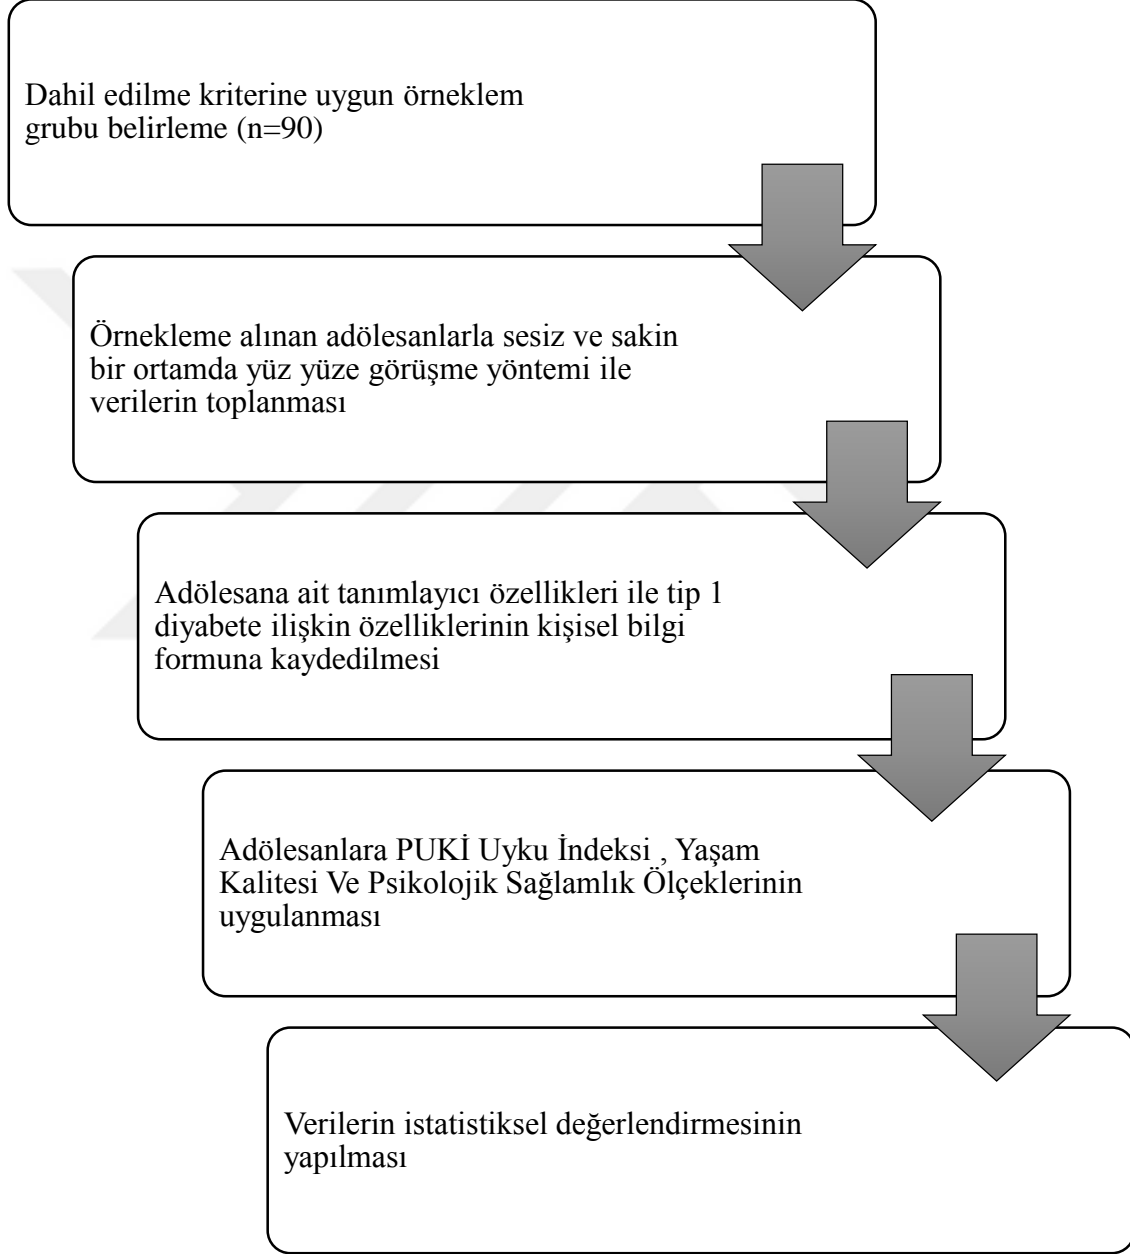 Dahil edilme kriterine uygun örneklem
grubu belirleme (n=90)
Örnekleme alınan adölesanlarla sesiz ve sakin
bir ortamda yüz yüze görüşme yöntemi ile
verilerin toplanması
Adölesana ait tanımlayıcı özellikleri ile tip 1
diyabete ilişkin özelliklerinin kişisel bilgi
formuna kaydedilmesi
Adölesanlara PUKİ Uyku İndeksi , Yaşam
Kalitesi Ve Psikolojik Sağlamlık Ölçeklerinin
uygulanması
Verilerin istatistiksel değerlendirmesinin
yapılması